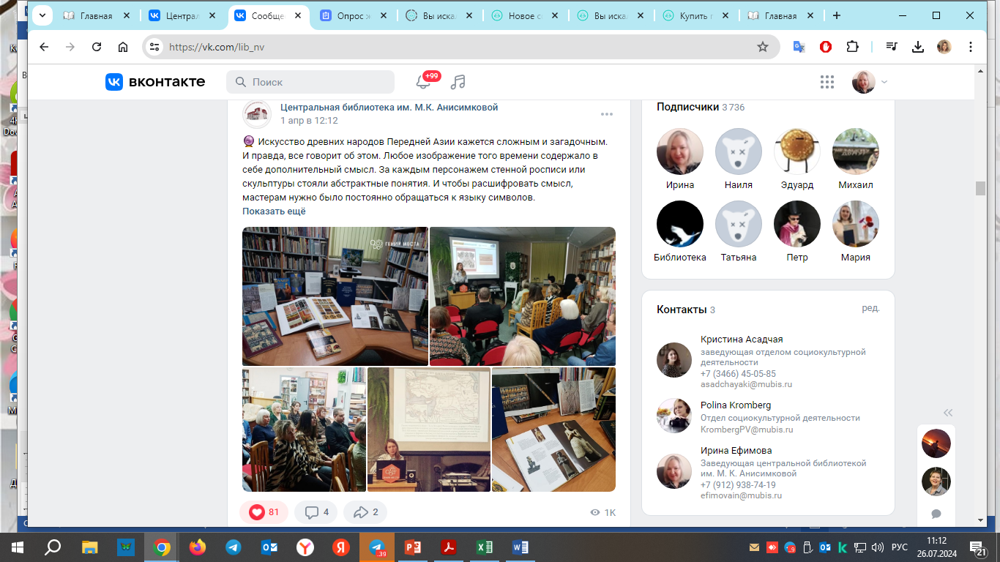 Главная
Централ
Сообще
Опрос ж
Вы иска
Новое с
Вы иска
Купить г
Главная
https://vk.com/lib_nv
вконтакте
Поиск
+99
Центральная библиотека им. М.К. Анисимковой
1 апр в 12:12
Искусство древних народов Передней Азии кажется сложным и загадочным.
И правда, все говорит об этом. Любое изображение того времени содержало в
себе дополнительный смысл. За каждым персонажем стенной росписи или
скульптуры стояли абстрактные понятия. И чтобы расшифровать смысл,
мастерам нужно было постоянно обращаться к языку символов.
Показать ещё
ГЕНИЙ МЕСТА
81
4
2
1K
Подписчики 3 736
Ирина
Наиля
Эдуард
Михаил
Библиотека
Татьяна
Петр
Мария
Контакты 3
ред.
Кристина Асадчая
заведующая отделом социокультурной
деятельности
+7 (3466) 45-05-85
asadchayaki@mubis.ru
Polina Kromberg
Отдел социокультурной деятельности
KrombergPV@mubis.ru
Ирина Ефимова
Заведующая центральной библиотекой
им. М. К. Анисимковой
+7 (912) 938-74-19
efimovain@mubis.ru
РУС
11:12
26.07.2024
21